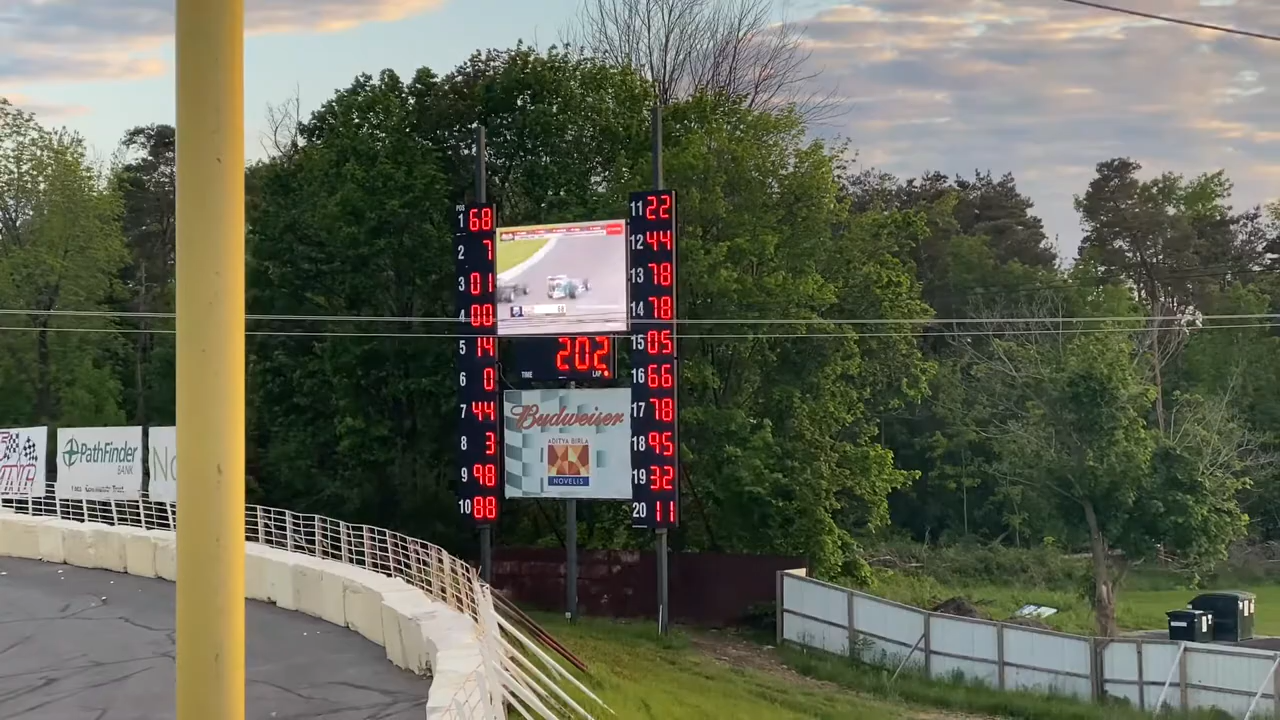 POS
1 68
2 7
3 01
4 00
5 14
6 0
7 44
8 3
9 98
10 88
11 22
12 44
13 78
14 78
15 05
16 66
17 78
18 95
19 32
20 11
202
TIME LAP
Budweiser
ADITYA BIRLA
NOVELIS
PathFinder
BANK
No